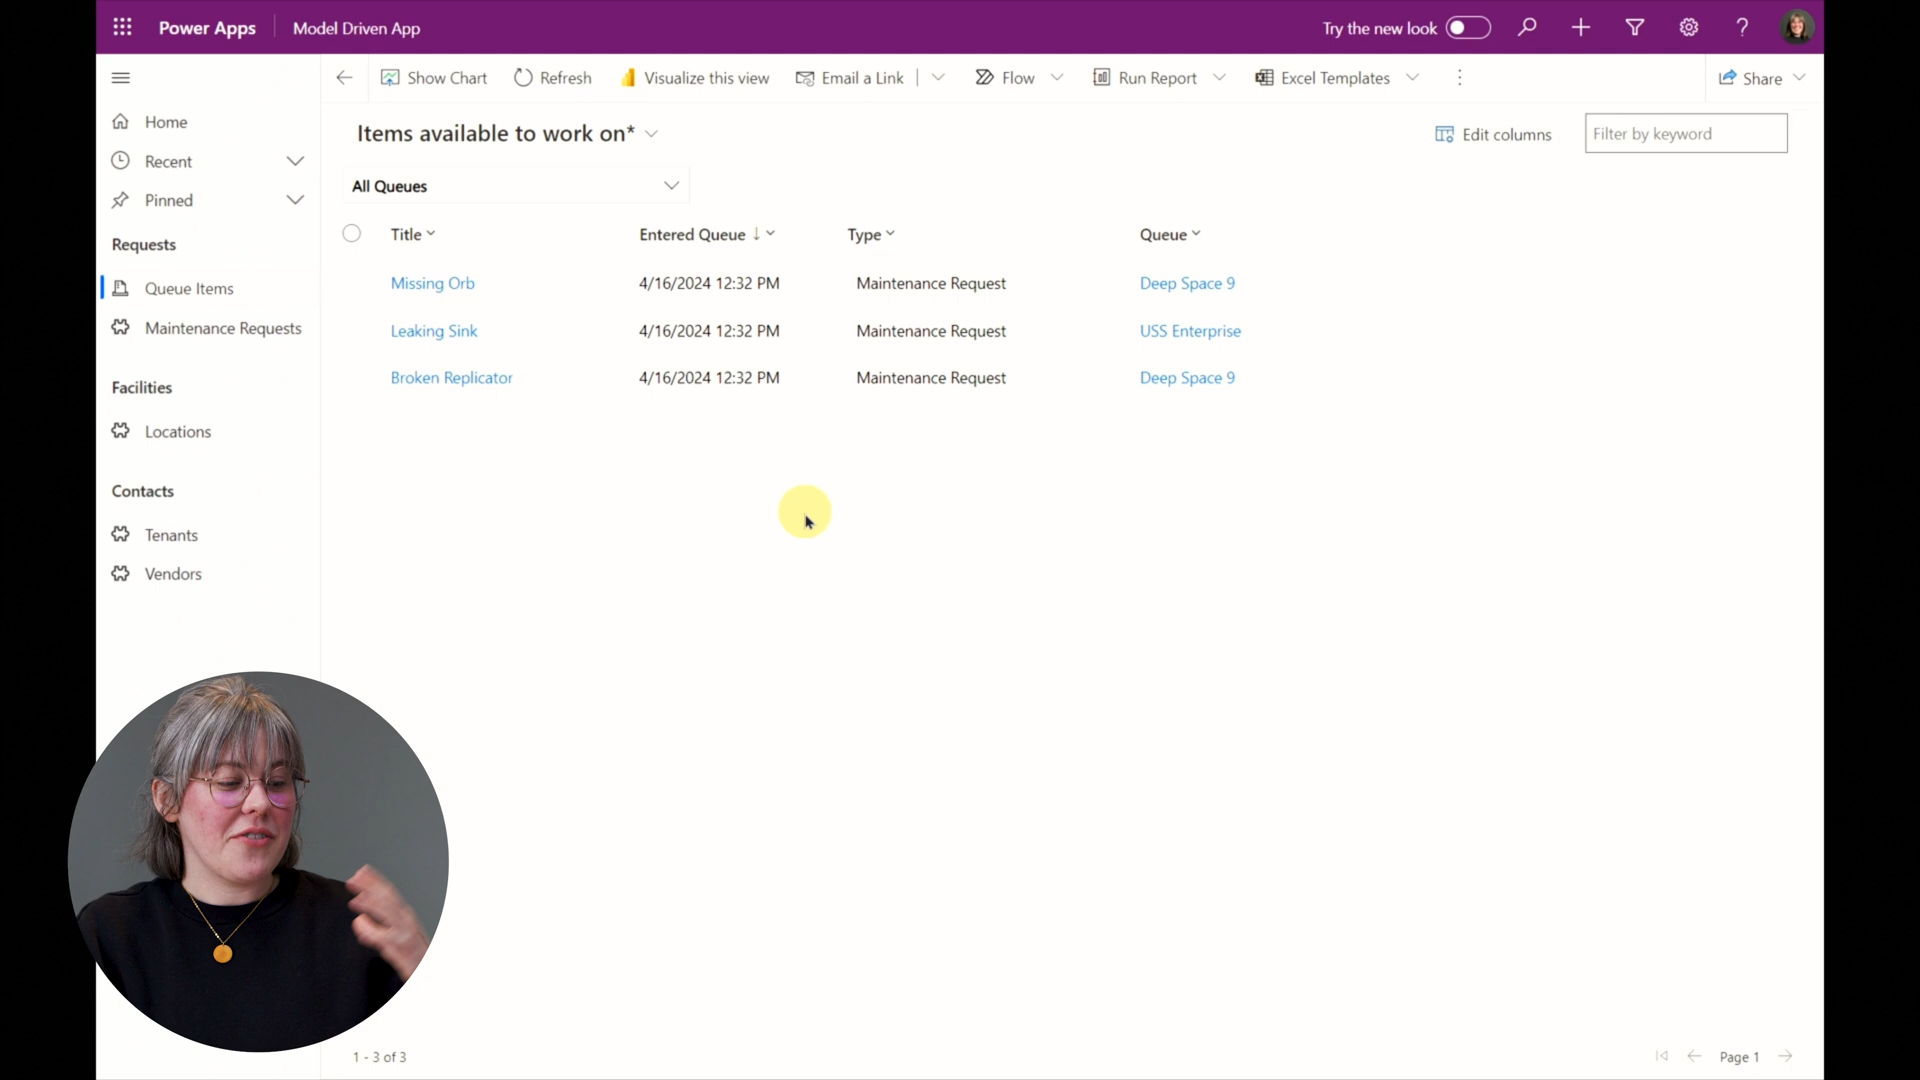 Power Apps Model Driven App Try the new look
Show Chart Refresh Visualize this view Email a Link Flow Run Report Excel Templates Share
Home
Recent
Pinned
Requests
Queue Items
Maintenance Requests
Facilities
Locations
Contacts
Tenants
Vendors
Items available to work on* Edit columns Filter by keyword
All Queues
Title Entered Queue Type Queue
Missing Orb 4/16/2024 12:32 PM Maintenance Request Deep Space 9
Leaking Sink 4/16/2024 12:32 PM Maintenance Request USS Enterprise
Broken Replicator 4/16/2024 12:32 PM Maintenance Request Deep Space 9
1 - 3 of 3 Page 1